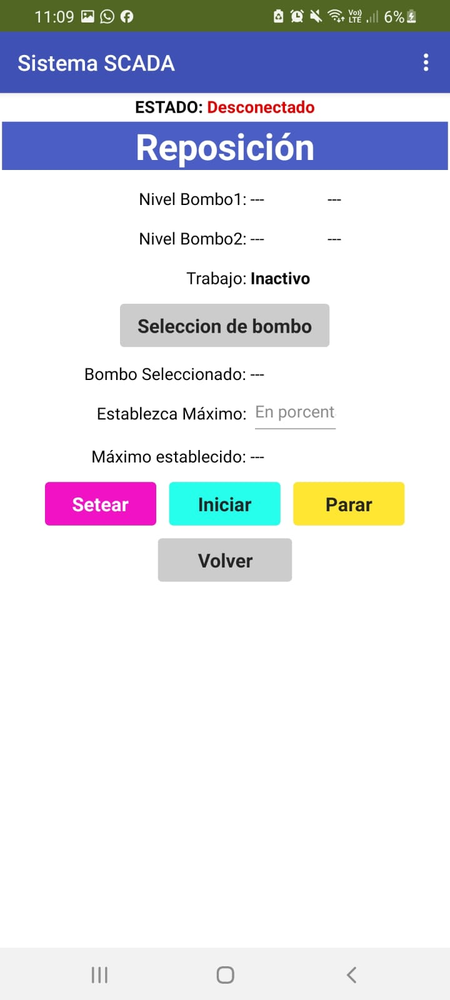 11:09 Vo)) LTE 6%
Sistema SCADA
ESTADO: Desconectado
Reposición
Nivel Bombo1: --- ---
Nivel Bombo2: --- ---
Trabajo: Inactivo
Seleccion de bombo
Bombo Seleccionado: ---
Establezca Máximo: En porcent
Máximo establecido: ---
Setear Iniciar Parar
Volver